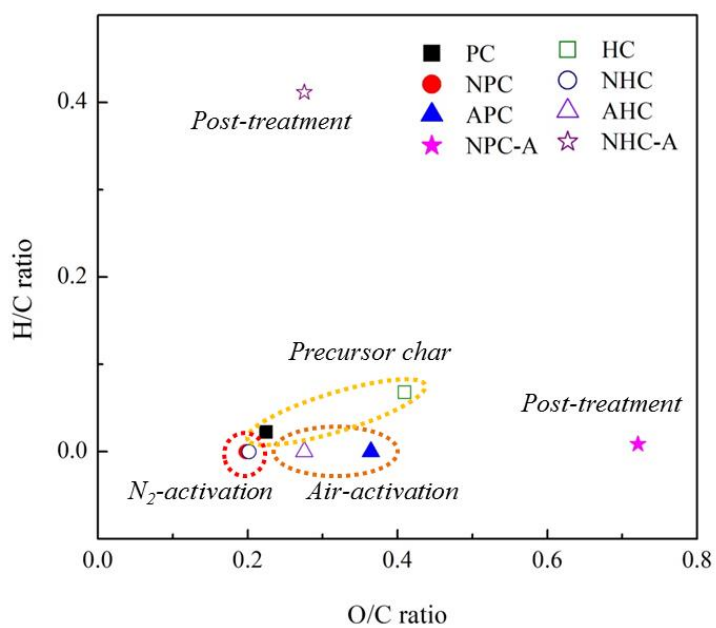 PC
HC
NPC
NHC
APC
AHC
NPC-A
NHC-A
0.4
Post-treatment
0.2
H/C ratio
Precursor char
Post-treatment
0.0
N2-activation
Air-activation
0.0
0.2
0.4
0.6
0.8
O/C ratio